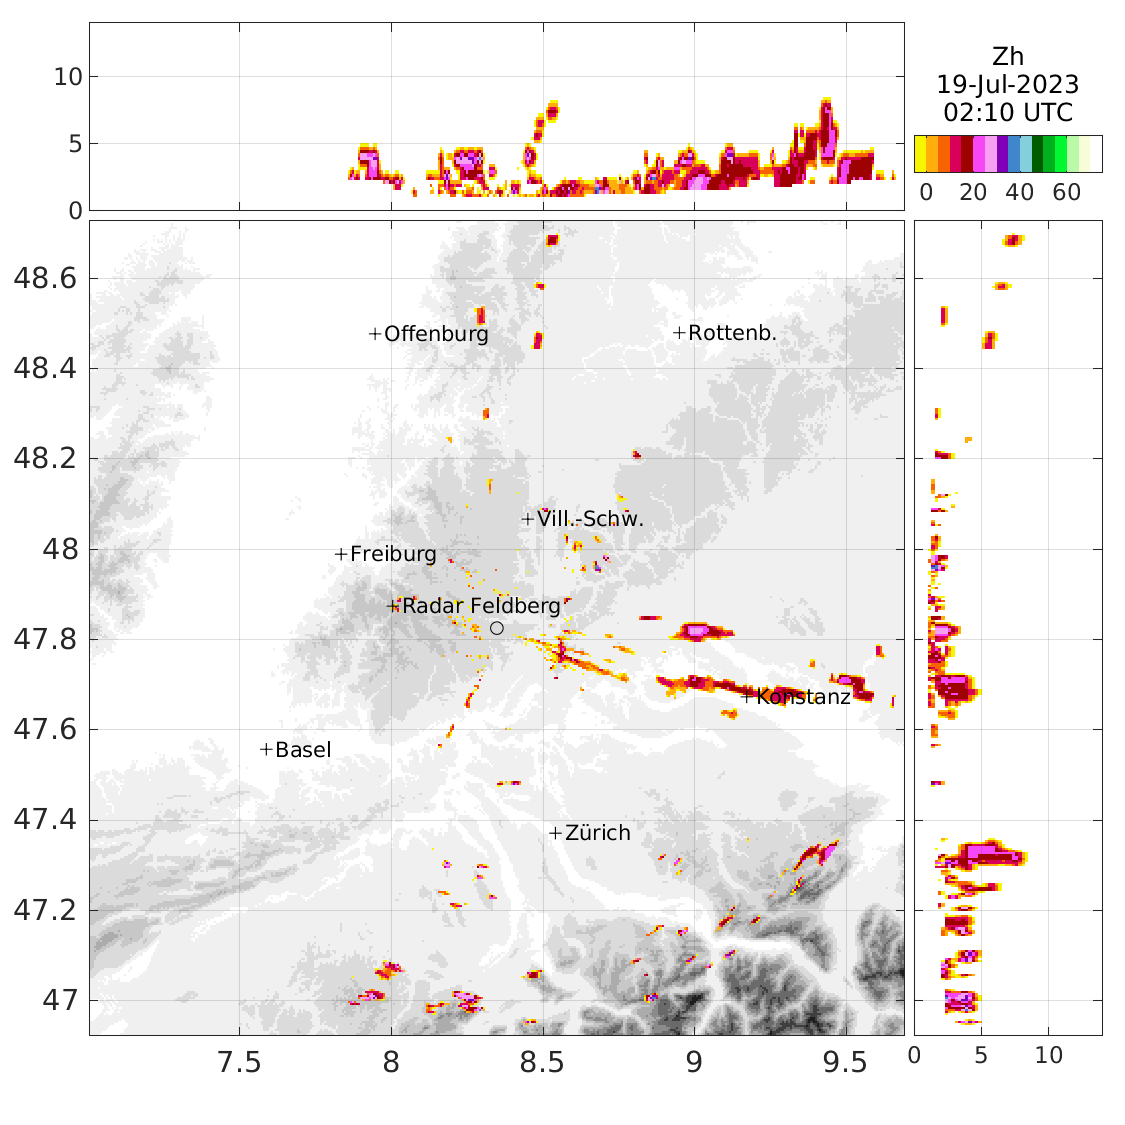 10
5
0
Zh
19-Jul-2023
02:10 UTC
0 20 40 60
48.6
48.4
48.2
48
47.8
47.6
47.4
47.2
47
+Offenburg
+Rottenb.
+Vill.-Schw.
+Freiburg
+Radar Feldberg
+Konstanz
+Basel
+Zürich
7.5 8 8.5 9 9.5
0 5 10